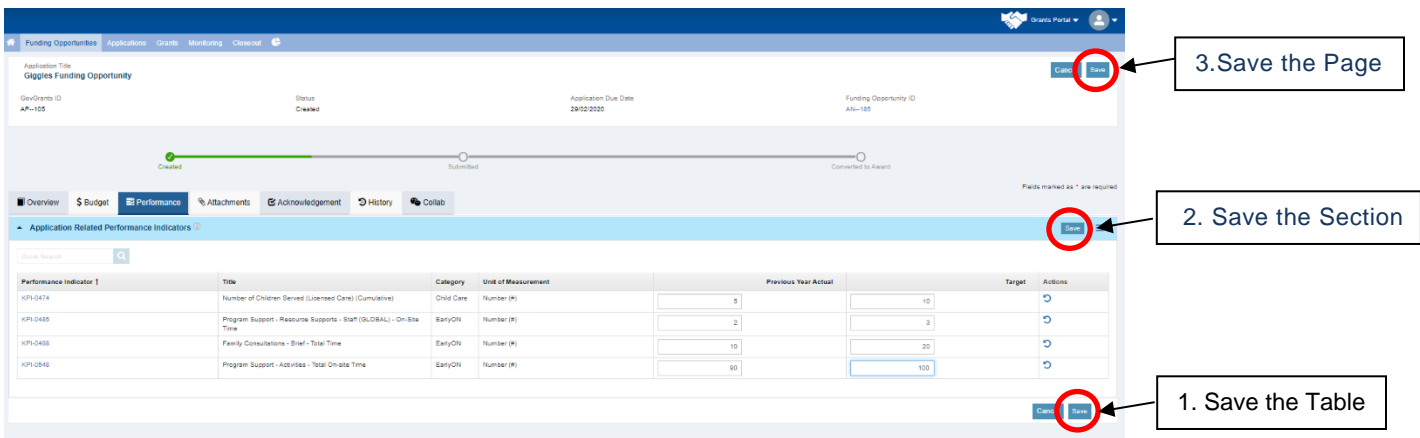 Grants Portal
Funding Opportunities Applications Grants Monitoring Closeout
Application Title
Giggles Funding Opportunity
Save
3.Save the Page
GovGrants ID Status Application Due Date Funding Opportunity ID
AP--105 Created 29/02/2020 AN--185
Created Submitted Converted to Award
Fields marked as * are required
Overview $ Budget Performance Attachments Acknowledgement History Collab
Application Related Performance Indicators
Save
2. Save the Section
Quick Search
Performance Indicator Title Category Unit of Measurement Previous Year Actual Target Actions
KPI-0474 Number of Children Served (Licensed Care) (Cumulative) Child Care Number (#) 5 10
KPI-0485 Program Support - Resource Supports - Staff (GLOBAL) - On-Site EarlyON Number (#) 2 3
Time
KPI-0488 Family Consultations - Brief - Total Time EarlyON Number (#) 10 20
KPI-0548 Program Support - Activities - Total On-site Time EarlyON Number (#) 90 100
Save
1. Save the Table